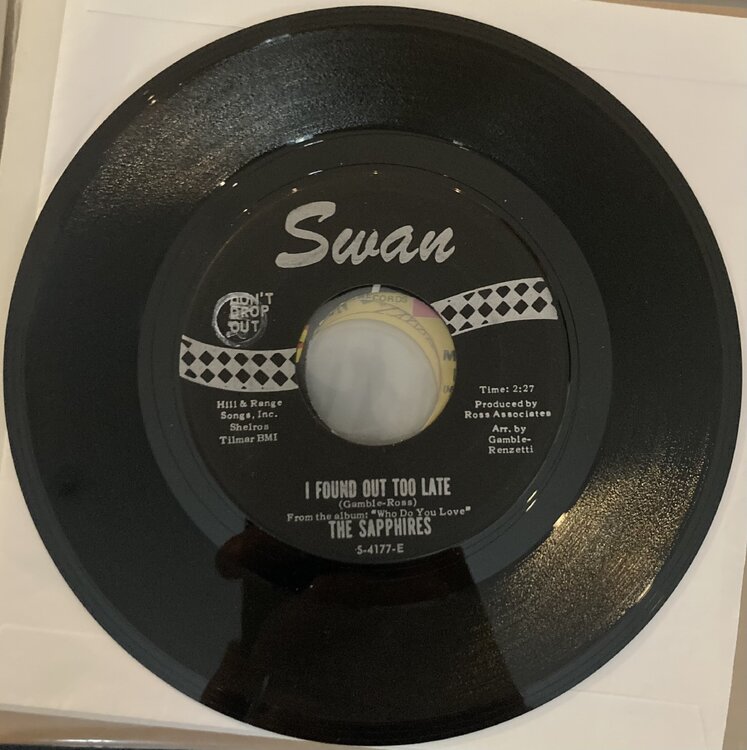 Swan
DON'T
DROP
OUT
Hill & Range
Songs, Inc.
Shelros
Tilmar BMI
Time: 2:27
Produced by
Ross Associates
Arr. by
Gamble-
Renzetti
I FOUND OUT TOO LATE
(Gamble-Ross)
From the album: "Who Do You Love"
THE SAPPHIRES
S-4177-E
RECORDS